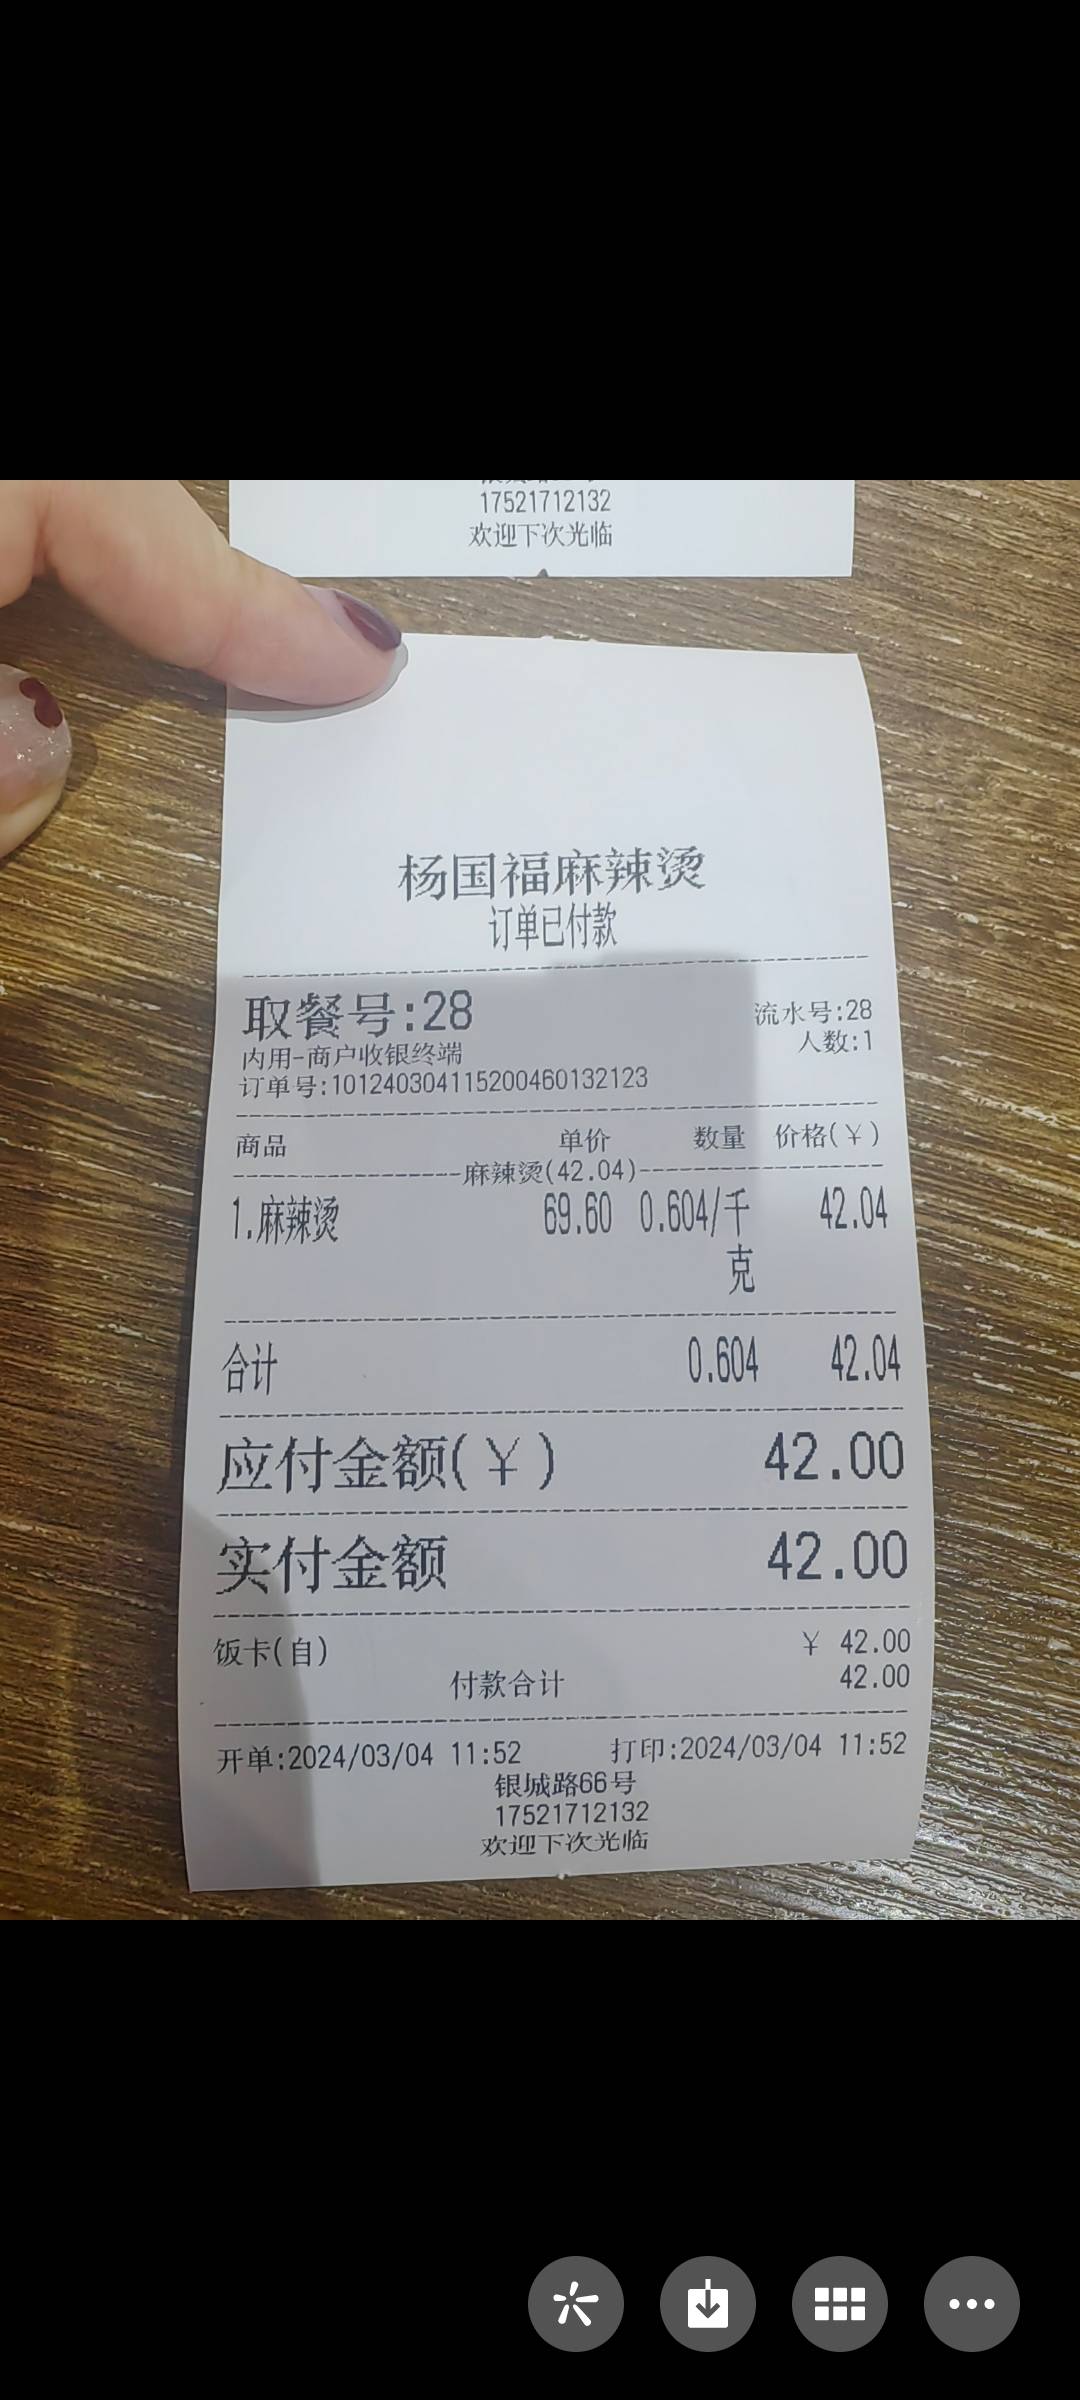 17521712132
欢迎下次光临
杨国福麻辣烫
订单已付款
取餐号:28
流水号:28
内用-商户收银终端
人数:1
订单号:101240304115200460132123
商品 单价 数量 价格(¥)
麻辣烫(42.04)
1.麻辣烫 69.60 0.604/千 42.04
克
合计 0.604 42.04
应付金额(¥) 42.00
实付金额 42.00
饭卡(自) ¥ 42.00
付款合计 42.00
开单:2024/03/04 11:52 打印:2024/03/04 11:52
银城路66号
17521712132
欢迎下次光临